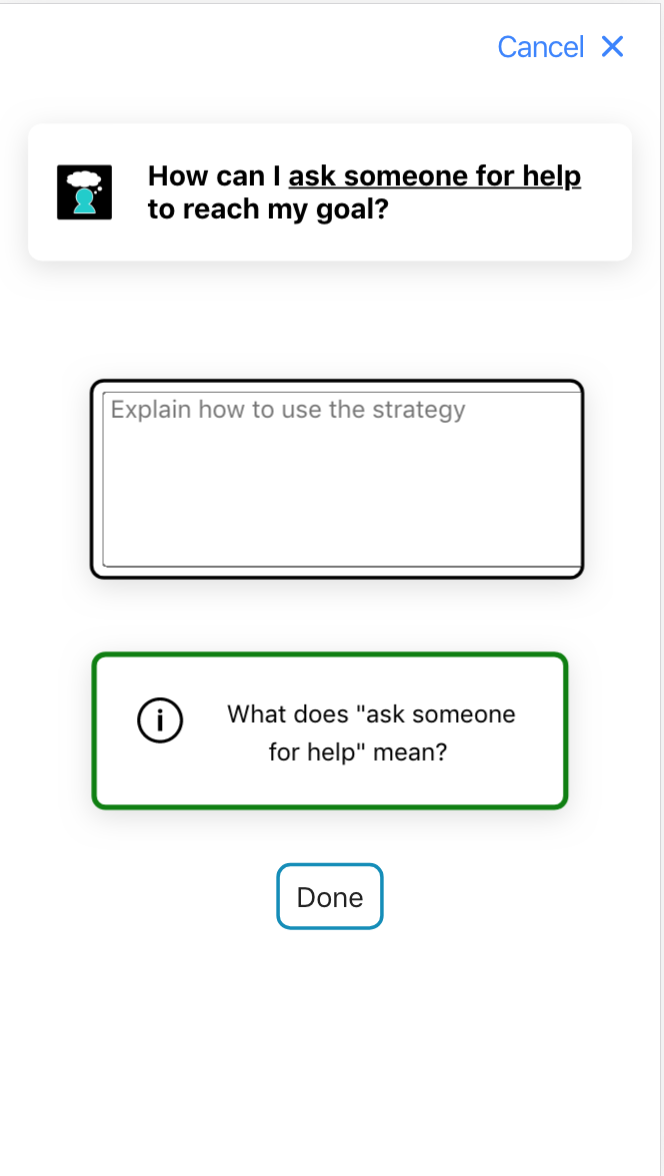 Cancel ✕
How can I ask someone for help
to reach my goal?
Explain how to use the strategy
What does "ask someone
for help" mean?
Done